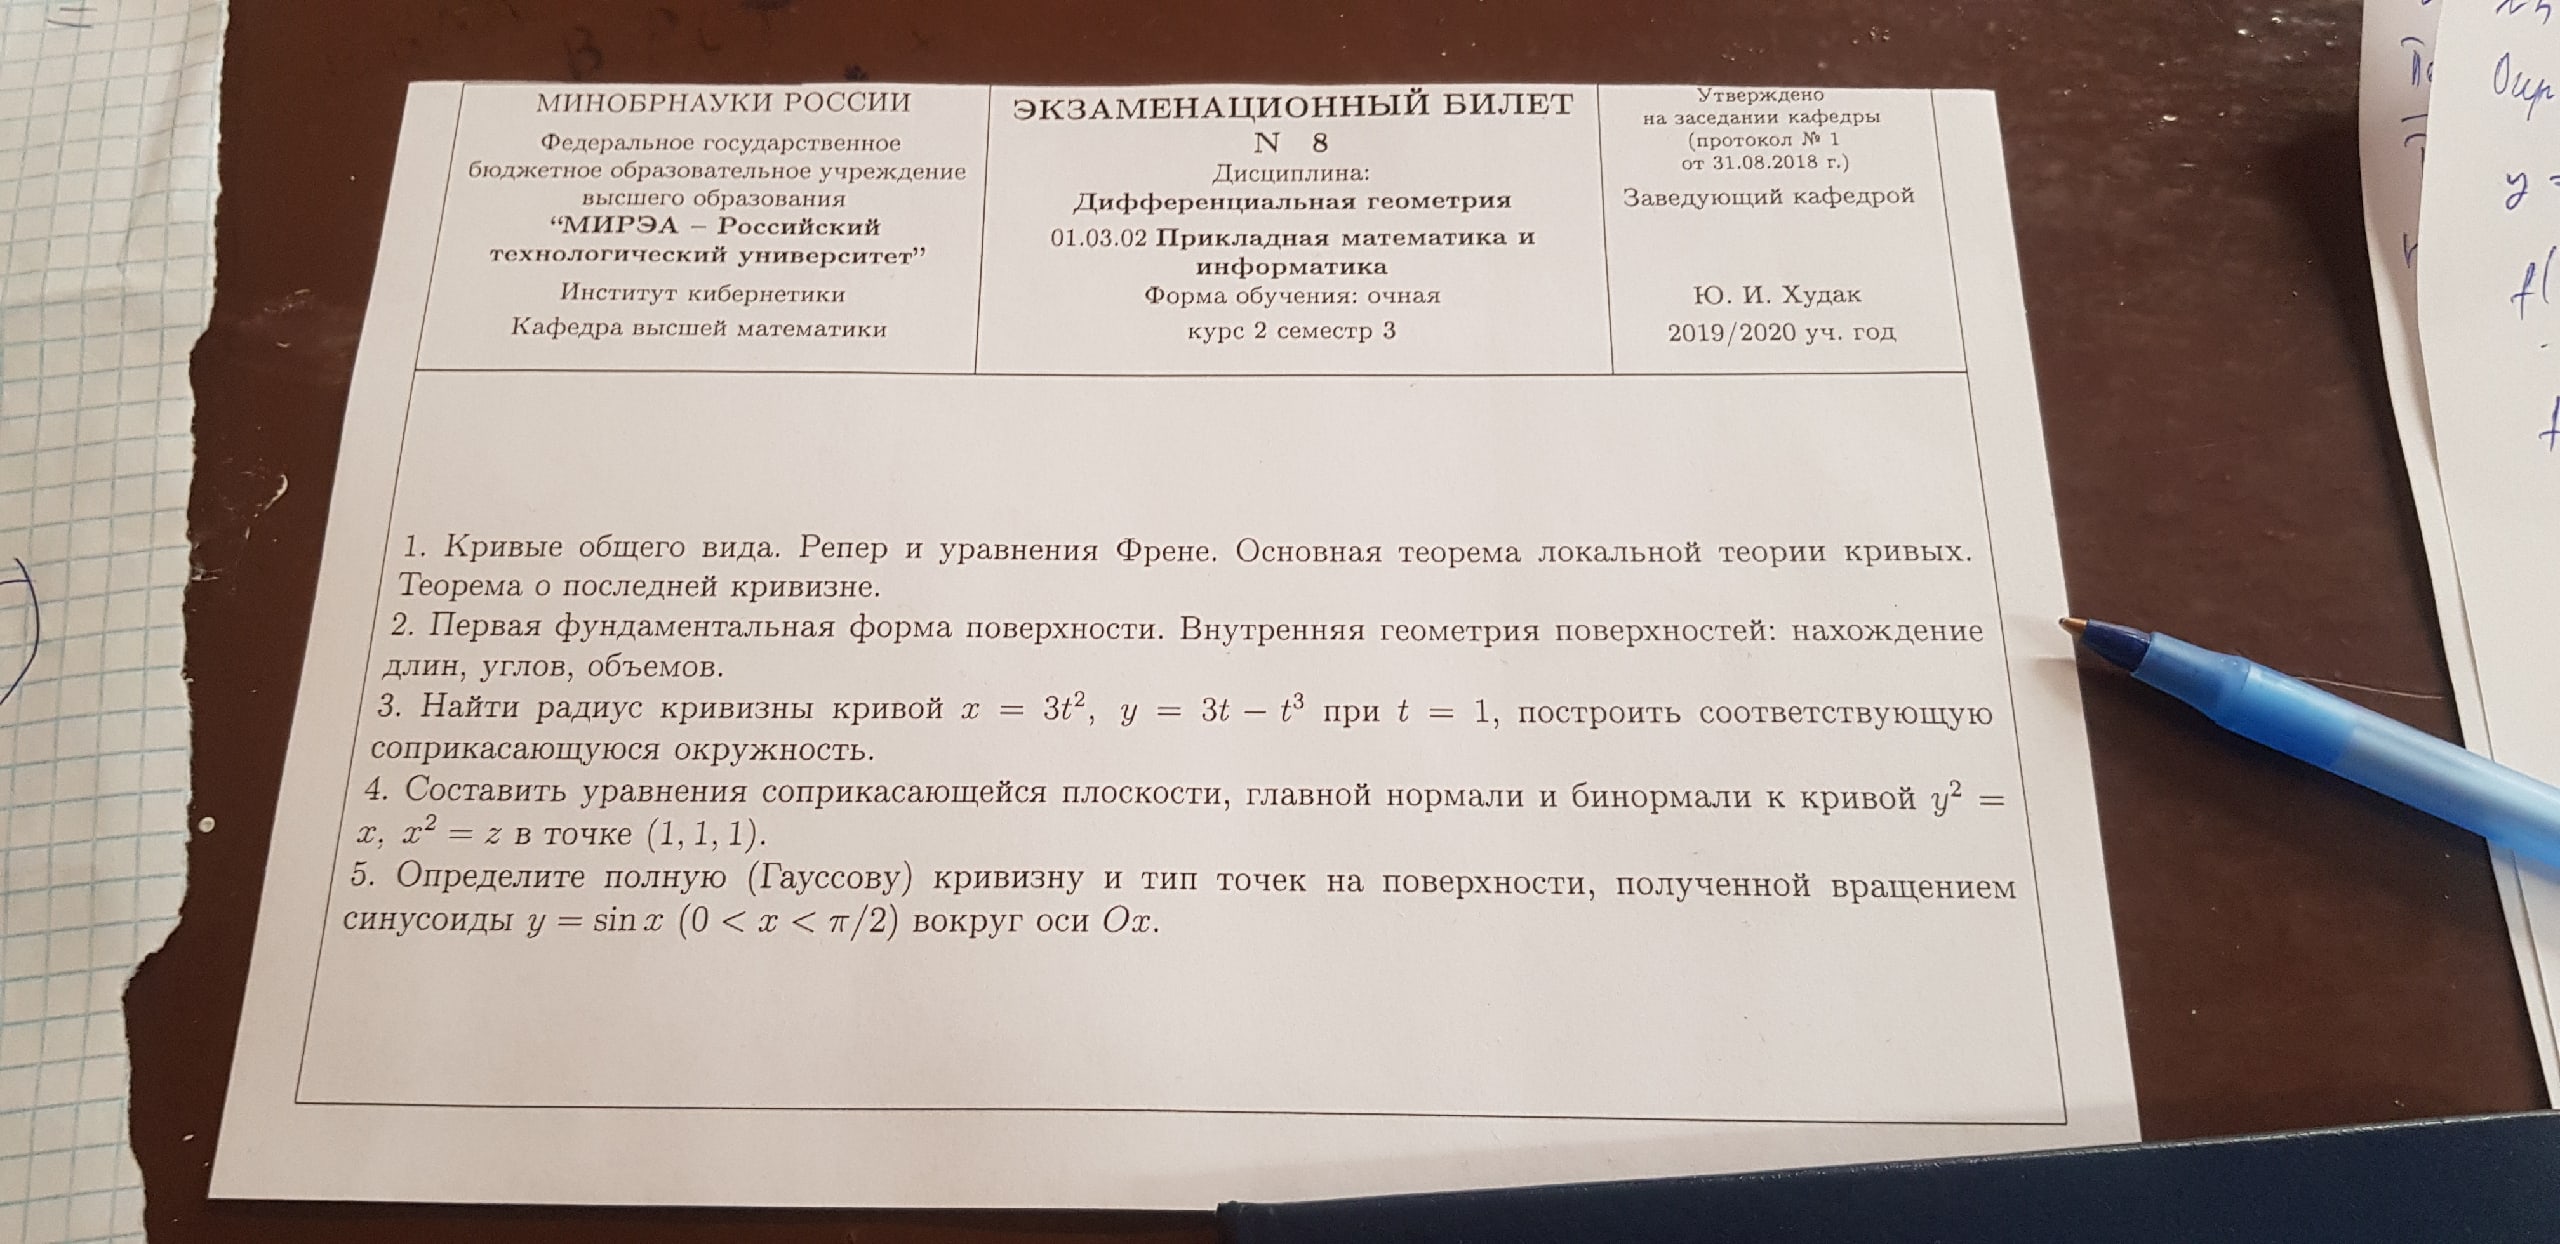 МИНОБРНАУКИ РОССИИ
Федеральное государственное
бюджетное образовательное учреждение
высшего образования
“МИРЭА – Российский
технологический университет”
Институт кибернетики
Кафедра высшей математики
ЭКЗАМЕНАЦИОННЫЙ БИЛЕТ
N 8
Дисциплина:
Дифференциальная геометрия
01.03.02 Прикладная математика и
информатика
Форма обучения: очная
курс 2 семестр 3
Утверждено
на заседании кафедры
(протокол № 1
от 31.08.2018 г.)
Заведующий кафедрой
Ю. И. Худак
2019/2020 уч. год
1. Кривые общего вида. Репер и уравнения Френе. Основная теорема локальной теории кривых.
Теорема о последней кривизне.
2. Первая фундаментальная форма поверхности. Внутренняя геометрия поверхностей: нахождение
длин, углов, объемов.
3. Найти радиус кривизны кривой x = 3t², y = 3t − t³ при t = 1, построить соответствующую
соприкасающуюся окружность.
4. Составить уравнения соприкасающейся плоскости, главной нормали и бинормали к кривой y² =
x, x² = z в точке (1, 1, 1).
5. Определите полную (Гауссову) кривизну и тип точек на поверхности, полученной вращением
синусоиды y = sin x (0 < x < π/2) вокруг оси Ox.